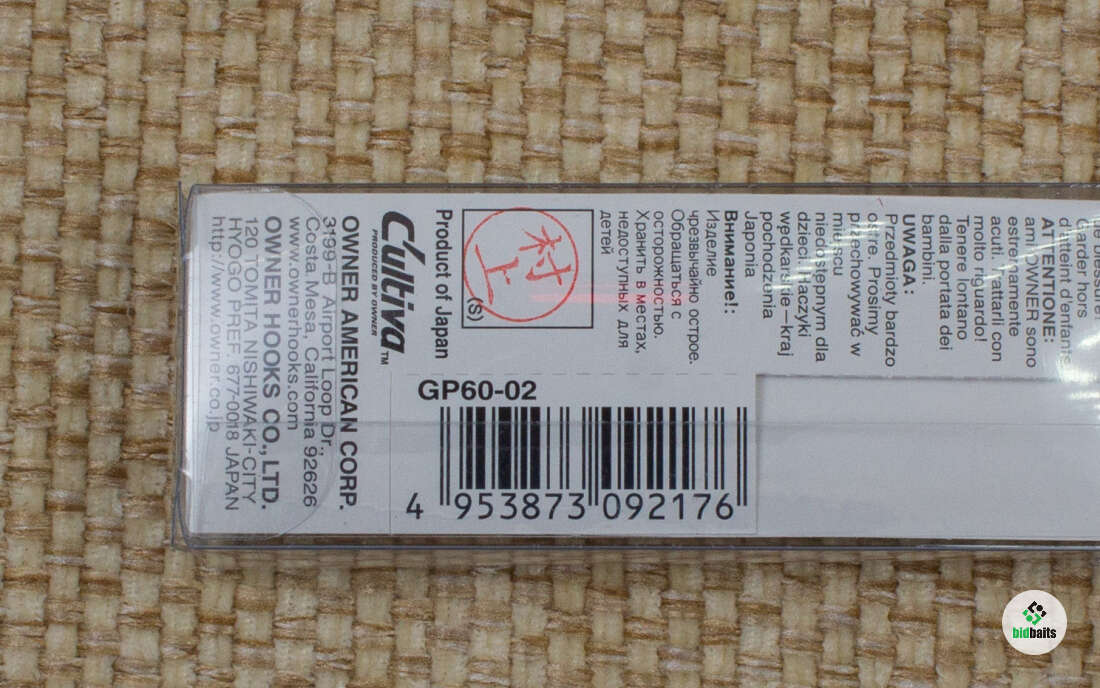 Garder hors
d'atteint d'enfants
ATTENTIONE:
ami OWNER sono
estremamente
acuti. Trattarli con
molto riguardo!
Tenere lontano
dalla portata dei
bambini.
UWAGA:
Przedmioty bardzo
ostre. Prosimy
przechowywać w
miejscu
niedostępnym dla
dzieci. Haczyki
wędkarskie—kraj
pochodzenia
Japonia
Внимание!:
Изделие
чрезвычайно острое.
Обращаться с
осторожностью.
Хранить в местах,
недоступных для
детей
村上
(S)
Product of Japan
C'ultiva™
PRODUCED BY OWNER
OWNER AMERICAN CORP.
3199-B Airport Loop Dr.,
Costa Mesa, California 92626
www.ownerhooks.com
OWNER HOOKS CO., LTD.
120 TOMITA NISHIWAKI-CITY
HYOGO PREF. 677-0018 JAPAN
http://www.owner.co.jp
GP60-02
4 953873 092176
bidbaits